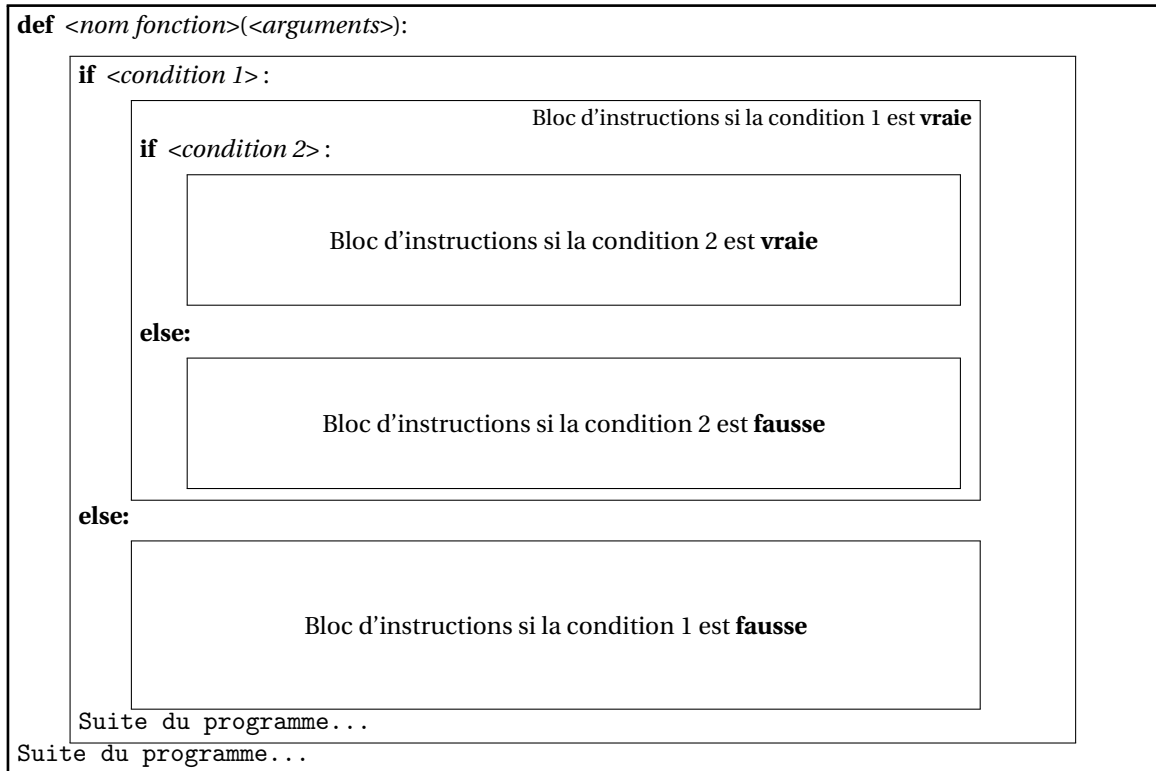 def <nom fonction>(<arguments>):
if <condition 1> :
Bloc d'instructions si la condition 1 est vraie
if <condition 2> :
Bloc d'instructions si la condition 2 est vraie
else:
Bloc d'instructions si la condition 2 est fausse
else:
Bloc d'instructions si la condition 1 est fausse
Suite du programme...
Suite du programme...